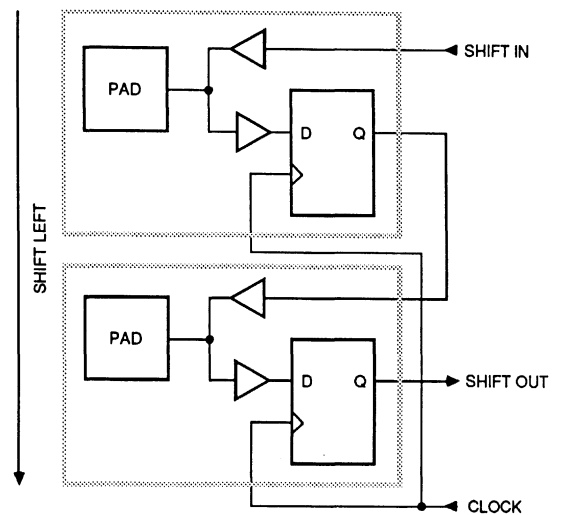 SHIFT IN
PAD
D Q
SHIFT LEFT
PAD
D Q
SHIFT OUT
CLOCK